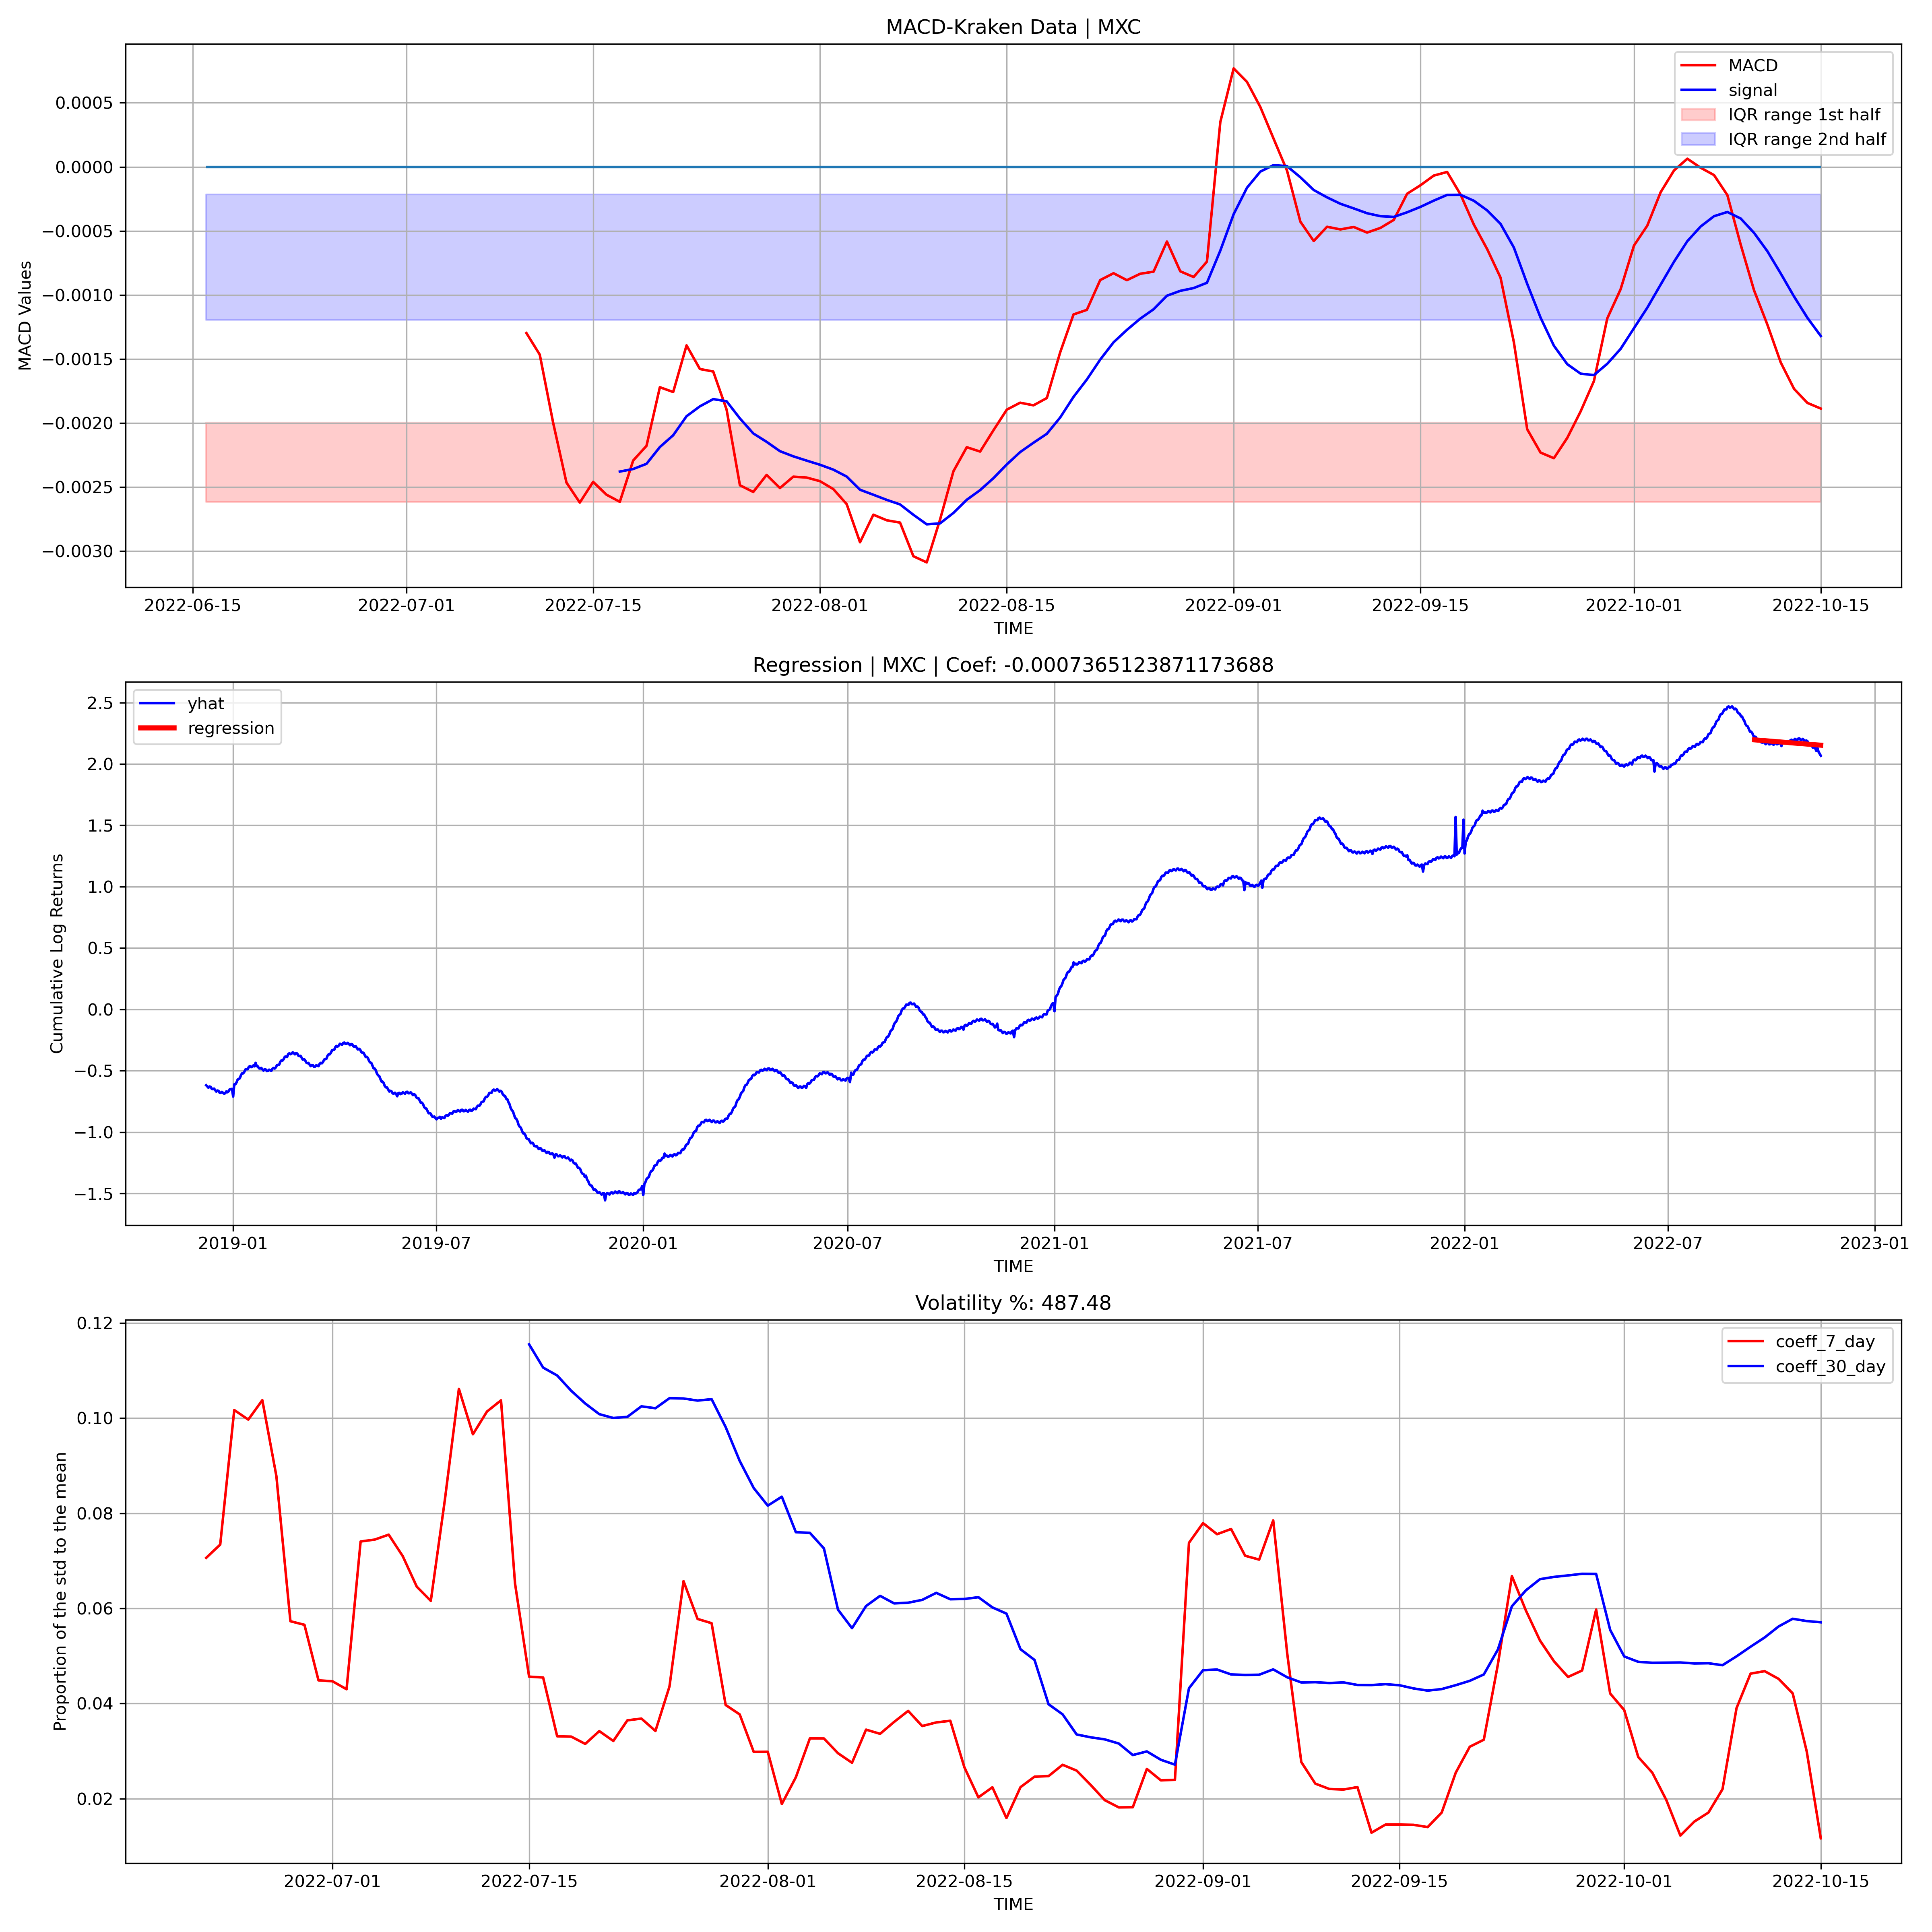 MACD-Kraken Data | MXC
MACD
signal
IQR range 1st half
IQR range 2nd half
0.0005
0.0000
−0.0005
−0.0010
−0.0015
−0.0020
−0.0025
−0.0030
MACD Values
2022-06-15 2022-07-01 2022-07-15 2022-08-01 2022-08-15 2022-09-01 2022-09-15 2022-10-01 2022-10-15
TIME
Regression | MXC | Coef: -0.0007365123871173688
yhat
regression
2.5
2.0
1.5
1.0
0.5
0.0
−0.5
−1.0
−1.5
Cumulative Log Returns
2019-01 2019-07 2020-01 2020-07 2021-01 2021-07 2022-01 2022-07 2023-01
TIME
Volatility %: 487.48
coeff_7_day
coeff_30_day
0.12
0.10
0.08
0.06
0.04
0.02
Proportion of the std to the mean
2022-07-01 2022-07-15 2022-08-01 2022-08-15 2022-09-01 2022-09-15 2022-10-01 2022-10-15
TIME